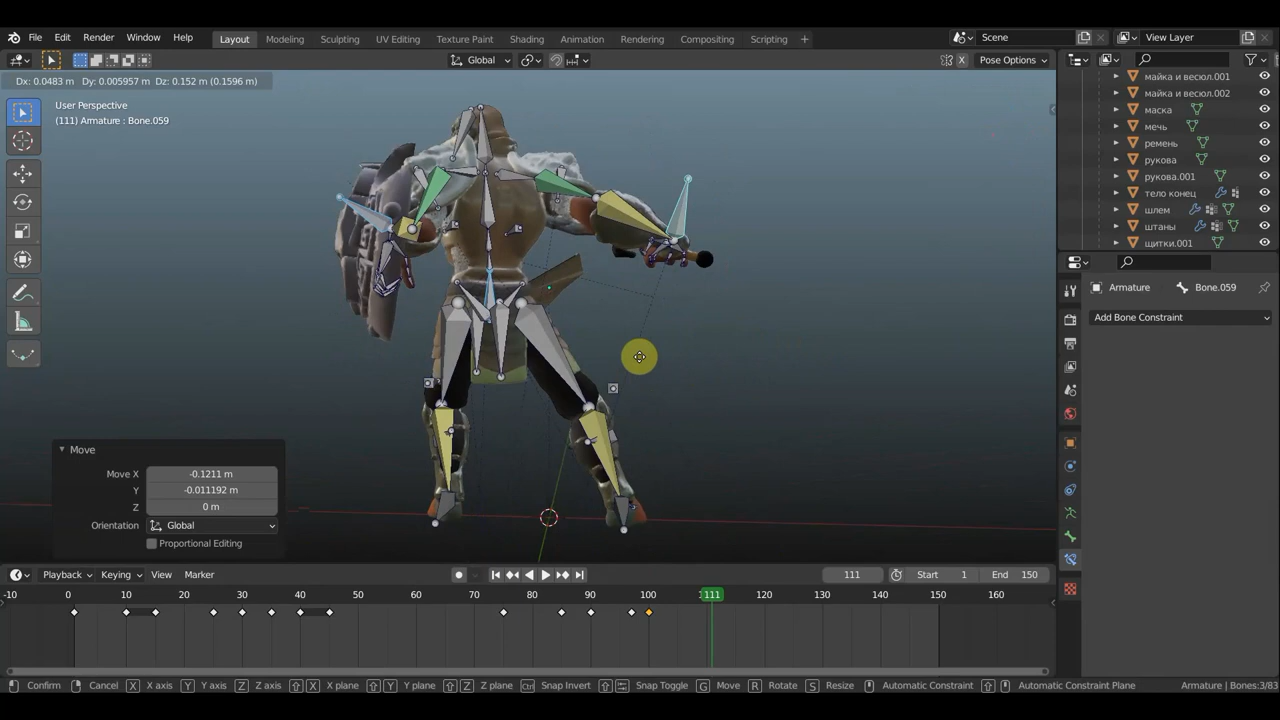 File Edit Render Window Help Layout Modeling Sculpting UV Editing Texture Paint Shading Animation Rendering Compositing Scripting + Scene View Layer
Global X Pose Options
Dx: 0.0483 m Dy: 0.005957 m Dz: 0.152 m (0.1596 m)
User Perspective
(111) Armature : Bone.059
майка и весюл.001
майка и весюл.002
маска
мечь
ремень
рукова
рукова.001
тело конец
шлем
штаны
щитки.001
Armature Bone.059
Add Bone Constraint
Move
Move X -0.1211 m
Y -0.011192 m
Z 0 m
Orientation Global
Proportional Editing
Playback Keying View Marker 111 Start 1 End 150
-10 0 10 20 30 40 50 60 70 80 90 100 111 120 130 140 150 160
Confirm X Cancel X X axis Y Y axis Z Z axis X X plane Y Y plane Z Z plane Ctrl Snap Invert Snap Toggle G Move R Rotate S Resize Automatic Constraint Automatic Constraint Plane Armature | Bones:3/83